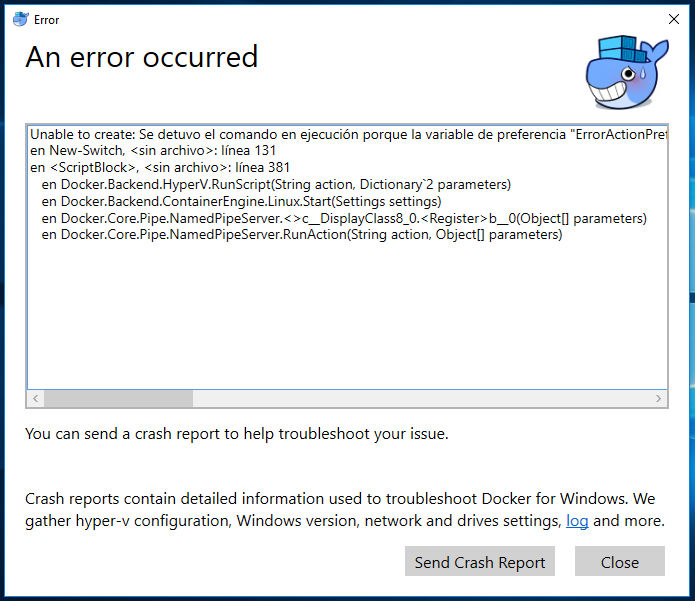 Error
An error occurred
Unable to create: Se detuvo el comando en ejecución porque la variable de preferencia "ErrorActionPref
en New-Switch, <sin archivo>: línea 131
en <ScriptBlock>, <sin archivo>: línea 381
en Docker.Backend.HyperV.RunScript(String action, Dictionary`2 parameters)
en Docker.Backend.ContainerEngine.Linux.Start(Settings settings)
en Docker.Core.Pipe.NamedPipeServer.<>c__DisplayClass8_0.<Register>b__0(Object[] parameters)
en Docker.Core.Pipe.NamedPipeServer.RunAction(String action, Object[] parameters)
You can send a crash report to help troubleshoot your issue.
Crash reports contain detailed information used to troubleshoot Docker for Windows. We
gather hyper-v configuration, Windows version, network and drives settings, log and more.
Send Crash Report
Close